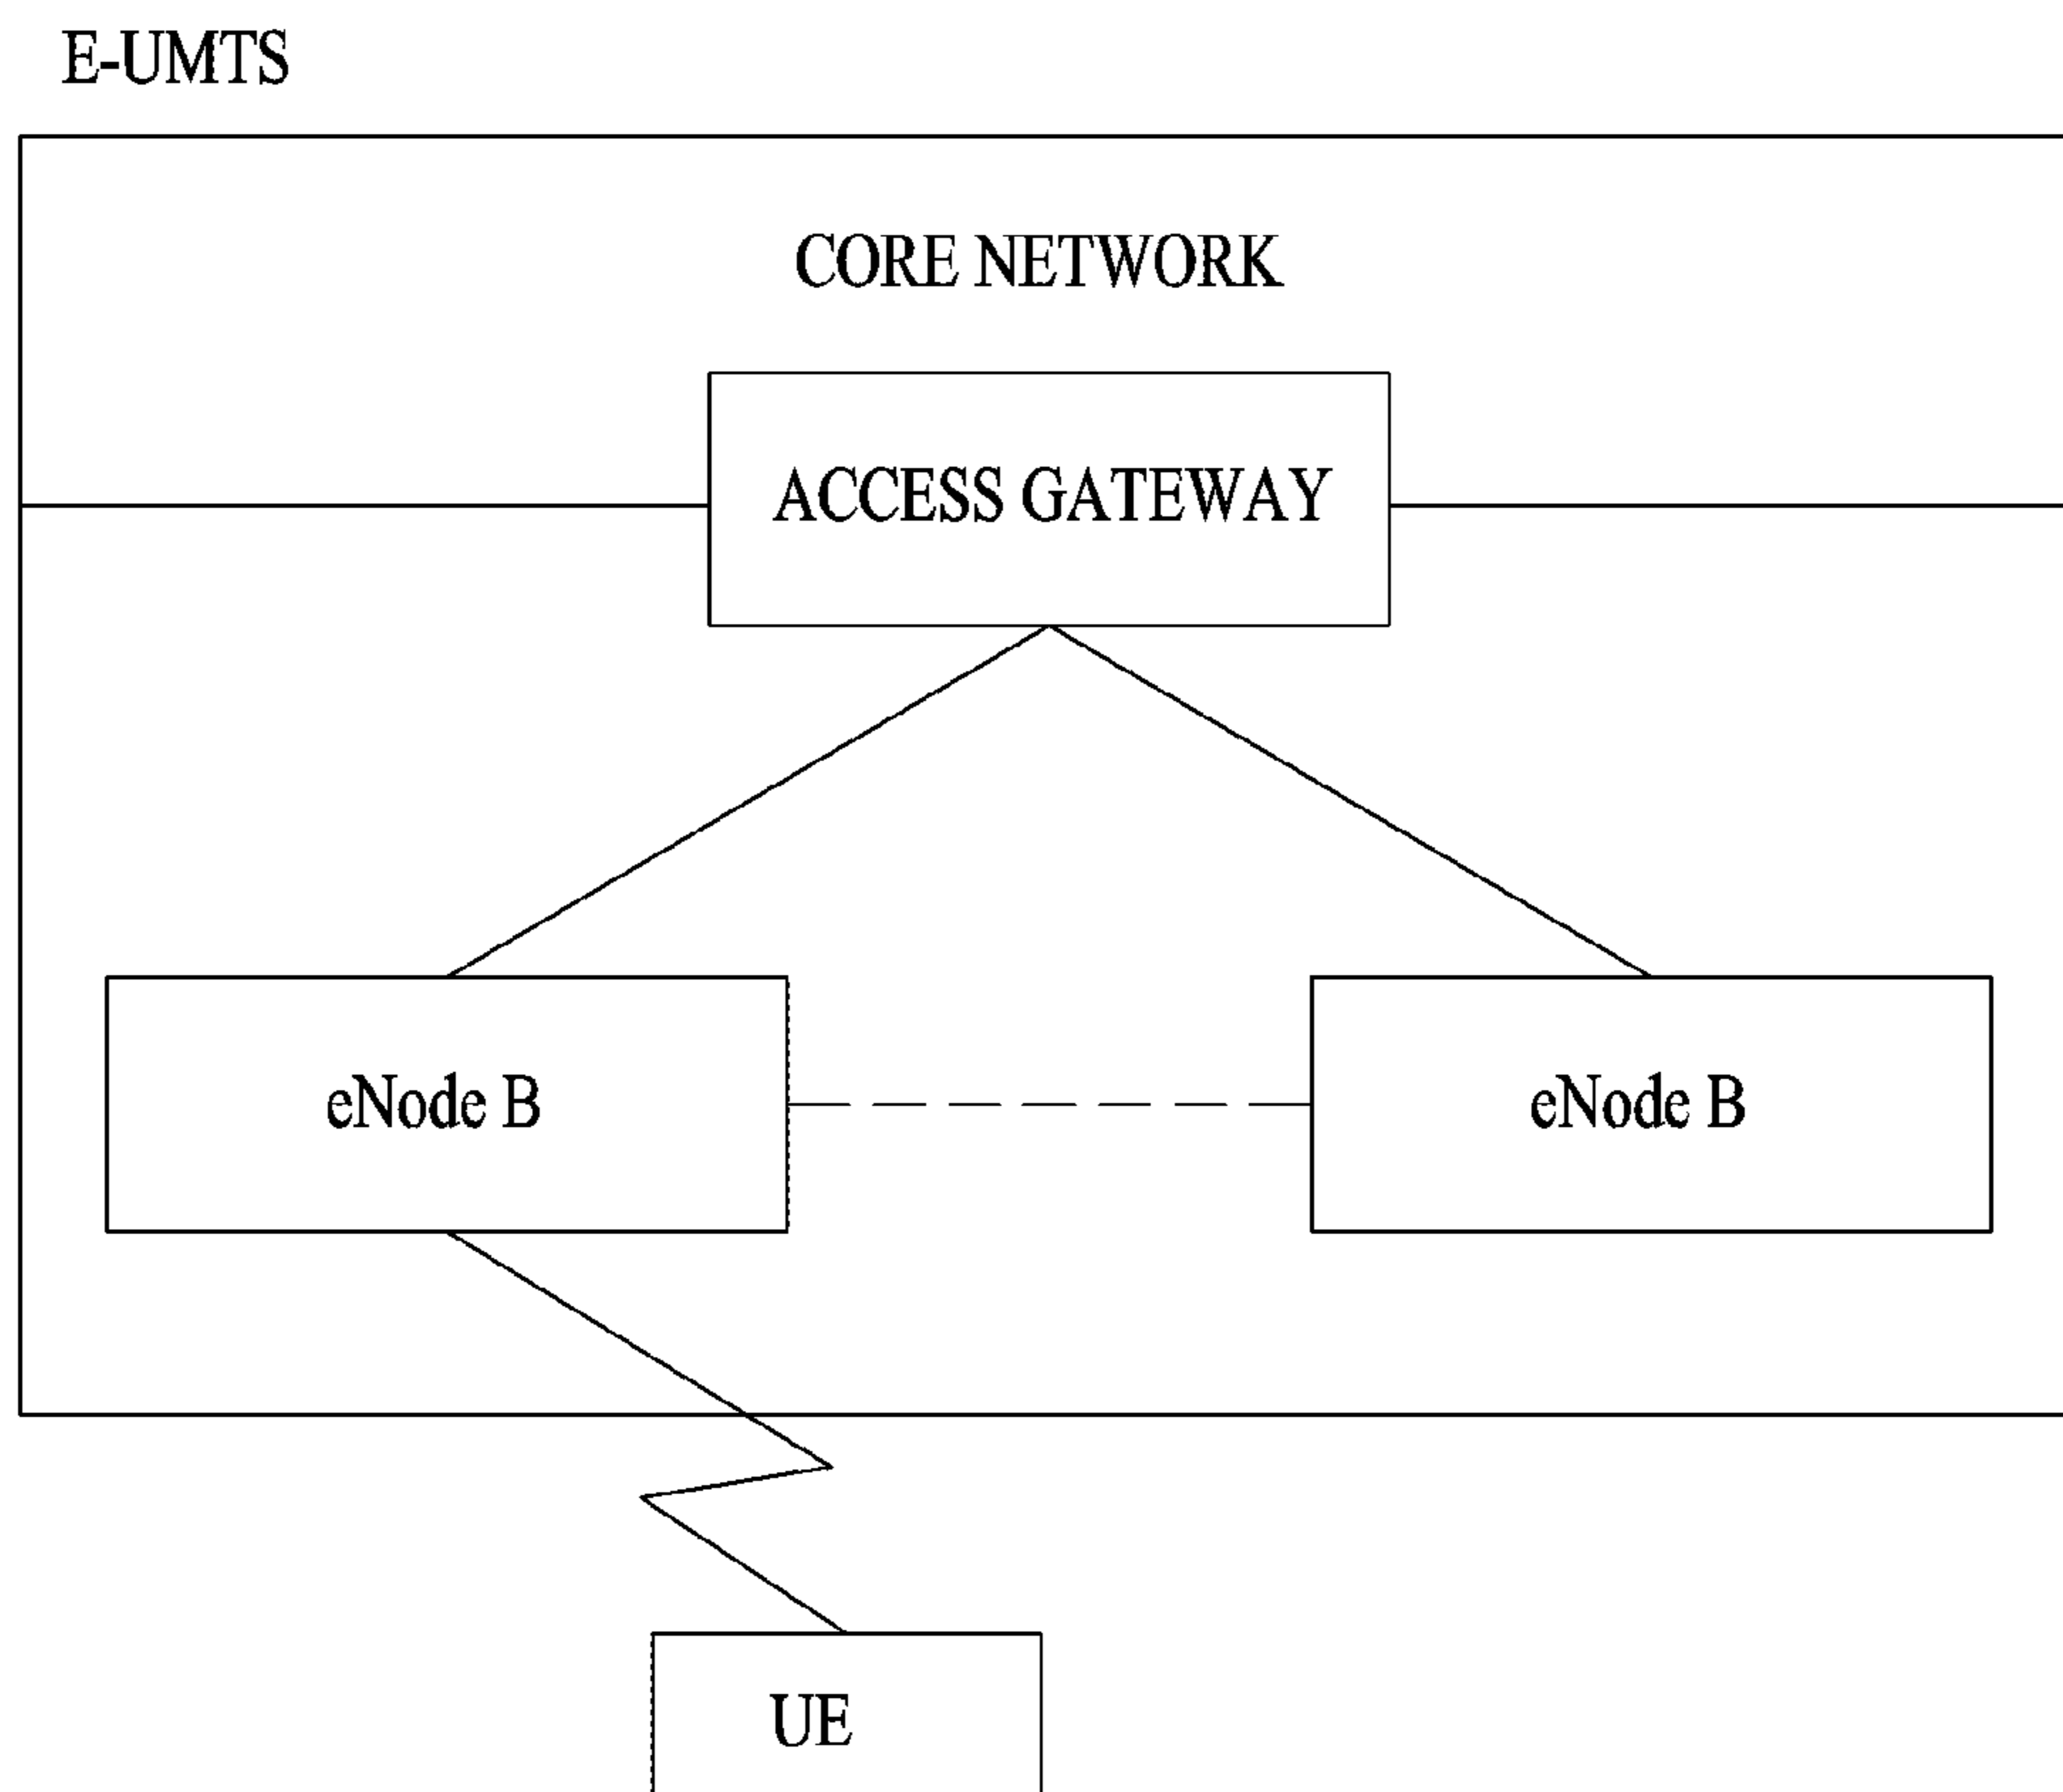 E-UMTS
CORE NETWORK
ACCESS GATEWAY
eNode B
eNode B
UE